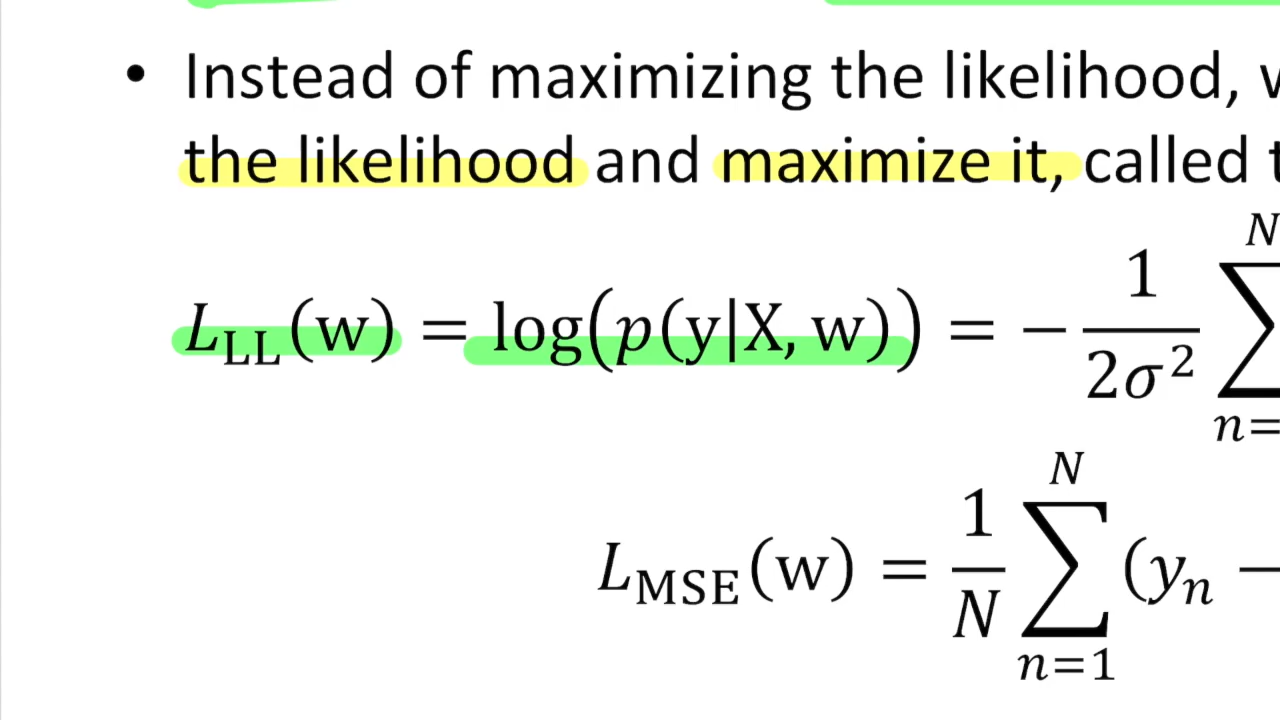 • Instead of maximizing the likelihood,
the likelihood and maximize it, called
L_LL(w) = log(p(y|X, w)) = − 1/(2σ²) ∑_{n=}^{N}
L_MSE(w) = 1/N ∑_{n=1}^{N} (y_n −